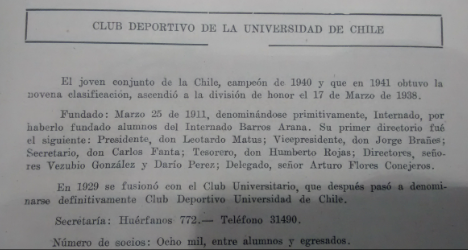 CLUB DEPORTIVO DE LA UNIVERSIDAD DE CHILE
El joven conjunto de la Chile, campeón de 1940 y que en 1941 obtuvo la
novena clasificación, ascendió a la división de honor el 17 de Marzo de 1938.
Fundado: Marzo 25 de 1911, denominándose primitivamente, Internado, por
haberlo fundado alumnos del Internado Barros Arana. Su primer directorio fué
el siguiente: Presidente, don Leotardo Matus; Vicepresidente, don Jorge Brañes;
Secretario, don Carlos Fanta; Tesorero, don Humberto Rojas; Directores, seño-
res Vezubio González y Darío Perez; Delegado, señor Arturo Flores Conejeros.
En 1929 se fusionó con el Club Universitario, que después pasó a denomi-
narse definitivamente Club Deportivo Universidad de Chile.
Secretaría: Huérfanos 772.— Teléfono 31490.
Número de socios: Ocho mil, entre alumnos y egresados.